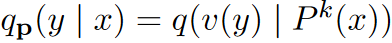 q_𝐩(y | x) = q(v(y) | P^k(x))